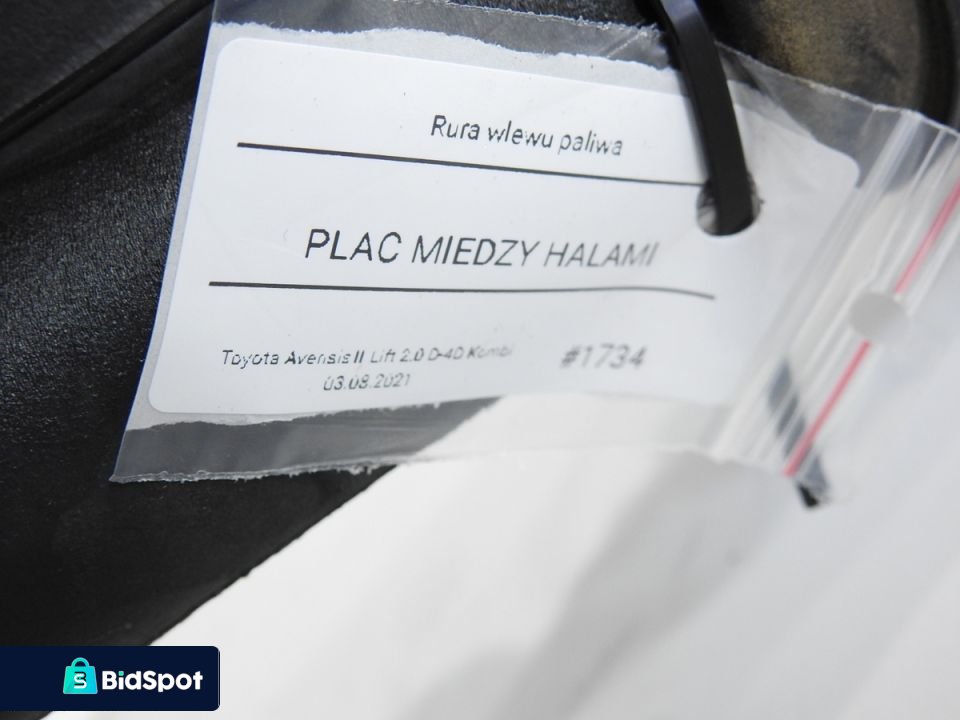 Rura wlewu paliwa
PLAC MIEDZY HALAMI
Toyota Avensis II Lift 2.0 D-4D Kombi
#1734
03.08.2021
BidSpot